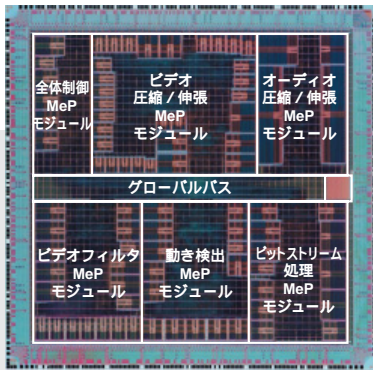 全体制御
MeP
モジュール
ビデオ
圧縮/伸張
MeP
モジュール
オーディオ
圧縮/伸張
MeP
モジュール
グローバルバス
ビデオフィルタ
MeP
モジュール
動き検出
MeP
モジュール
ビットストリーム
処理
MeP
モジュール